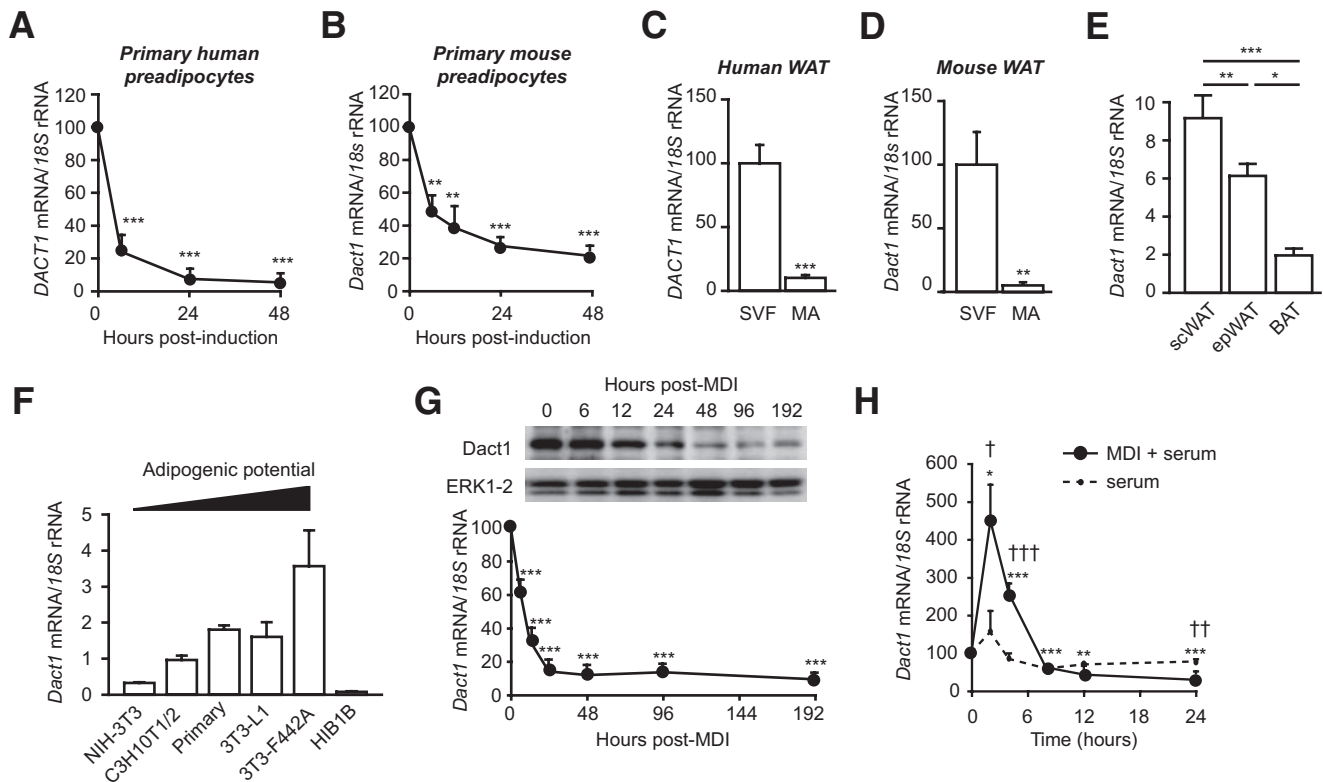 A
Primary human
preadipocytes
DACT1 mRNA/18S rRNA
120
100
80
60
40
20
0
***
***
***
0 24 48
Hours post-induction
B
Primary mouse
preadipocytes
Dact1 mRNA/18s rRNA
120
100
80
60
40
20
0
**
**
***
***
0 24 48
Hours post-induction
C
Human WAT
DACT1 mRNA/18S rRNA
150
100
50
0
***
SVF MA
D
Mouse WAT
Dact1 mRNA/18s rRNA
150
100
50
0
**
SVF MA
E
***
** *
Dact1 mRNA/18S rRNA
10
8
6
4
2
0
scWAT
epWAT
BAT
F
Adipogenic potential
Dact1 mRNA/18S rRNA
5
4
3
2
1
0
NIH-3T3
C3H10T1/2
Primary
3T3-L1
3T3-F442A
HIB1B
G
Hours post-MDI
0 6 12 24 48 96 192
Dact1
ERK1-2
Dact1 mRNA/18S rRNA
100
80
60
40
20
0
***
***
***
***
***
***
0 48 96 144 192
Hours post-MDI
H
MDI + serum
serum
Dact1 mRNA/18S rRNA
600
500
400
300
200
100
0
†
*
†††
***
***
**
††
***
0 6 12 18 24
Time (hours)